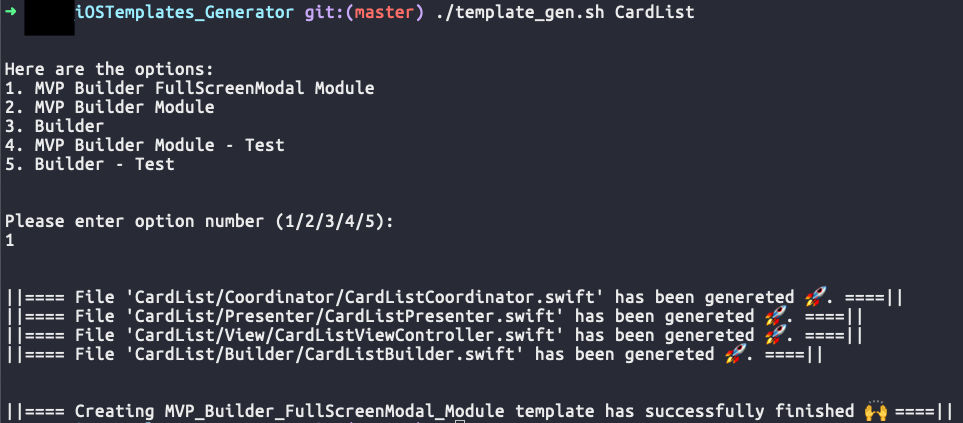 ➜ iOSTemplates_Generator git:(master) ./template_gen.sh CardList
Here are the options:
1. MVP Builder FullScreenModal Module
2. MVP Builder Module
3. Builder
4. MVP Builder Module - Test
5. Builder - Test
Please enter option number (1/2/3/4/5):
1
||==== File 'CardList/Coordinator/CardListCoordinator.swift' has been genereted 🚀. ====||
||==== File 'CardList/Presenter/CardListPresenter.swift' has been genereted 🚀. ====||
||==== File 'CardList/View/CardListViewController.swift' has been genereted 🚀. ====||
||==== File 'CardList/Builder/CardListBuilder.swift' has been genereted 🚀. ====||
||==== Creating MVP_Builder_FullScreenModal_Module template has successfully finished 🙌 ====||